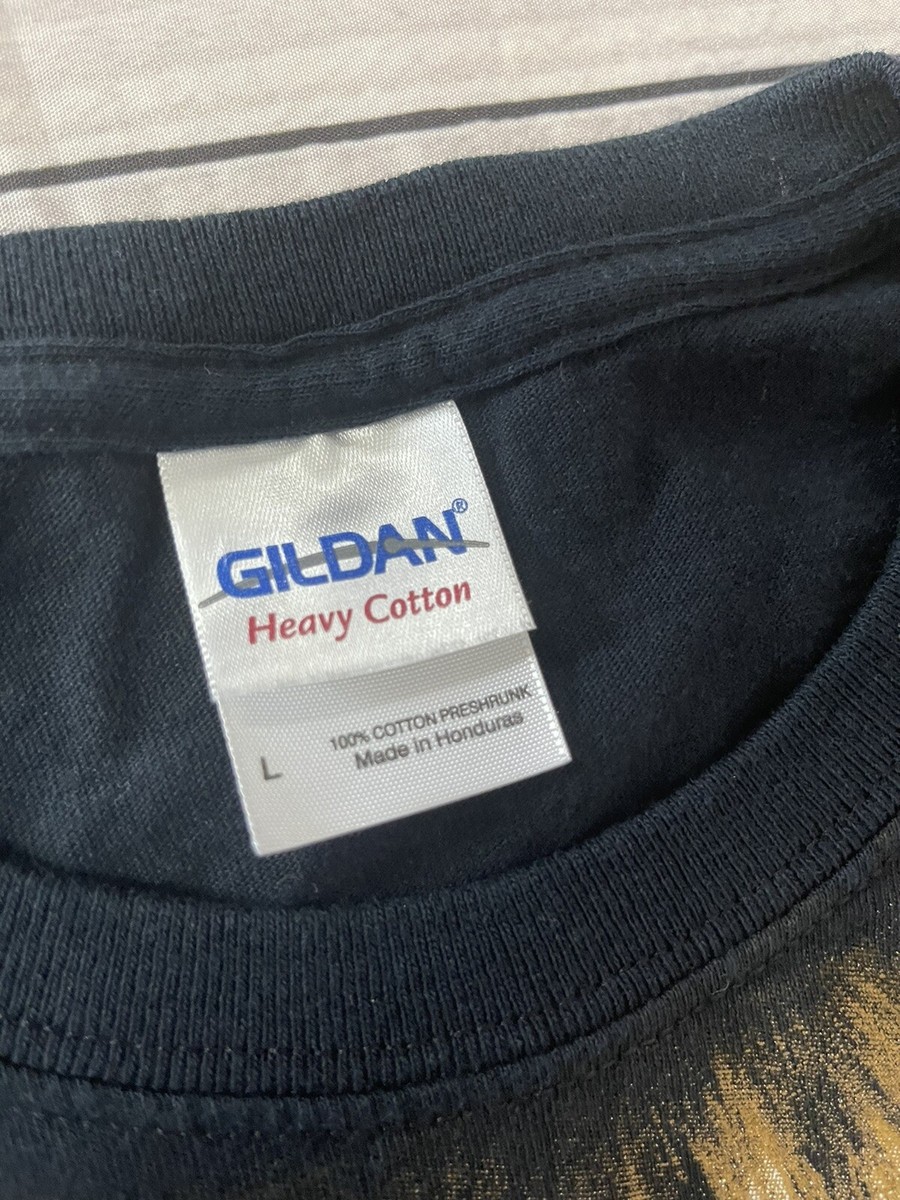 GILDAN®
Heavy Cotton
100% COTTON PRESHRUNK
L Made in Honduras